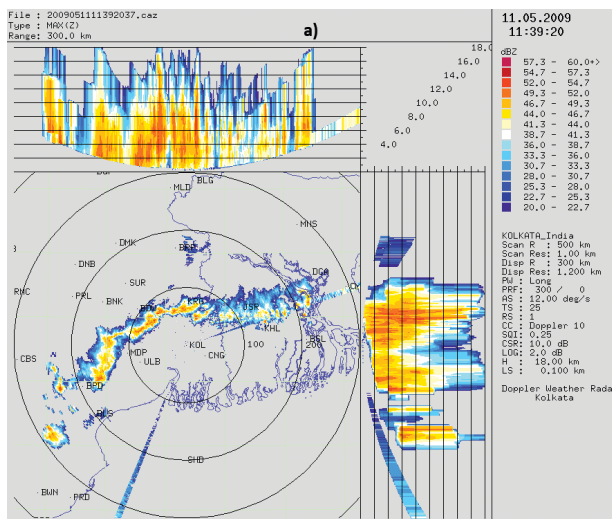 File : 2009051111392037.caz
Type : MAX(Z)
Range: 300.0 km
a)
18.0
16.0
14.0
12.0
10.0
8.0
6.0
4.0
11.05.2009
11:39:20
dBZ
57.3 - 60.0+>
54.7 - 57.3
52.0 - 54.7
49.3 - 52.0
46.7 - 49.3
44.0 - 46.7
41.3 - 44.0
38.7 - 41.3
36.0 - 38.7
33.3 - 36.0
30.7 - 33.3
28.0 - 30.7
25.3 - 28.0
22.7 - 25.3
20.0 - 22.7
BLG
MLD
MNS
DMK
DNB
SUR
DGA
RMC
PRL
BNK
JSR
KHL
CBS
MDP
KOL
CNG
100
200
BSL
ULB
BPD
BLS
SHD
BWN
PRD
KOLKATA_India
Scan R : 500 km
Scan Res: 1.00 km
Disp R : 300 km
Disp Res: 1.200 km
PW : Long
PRF: 300 / 0
AS : 12.00 deg/s
TS : 25
RS : 1
CC : Doppler 10
SQI: 0.25
CSR: 10.0 dB
LOG: 2.0 dB
H : 18.00 km
LS : 0.100 km
Doppler Weather Rada
Kolkata